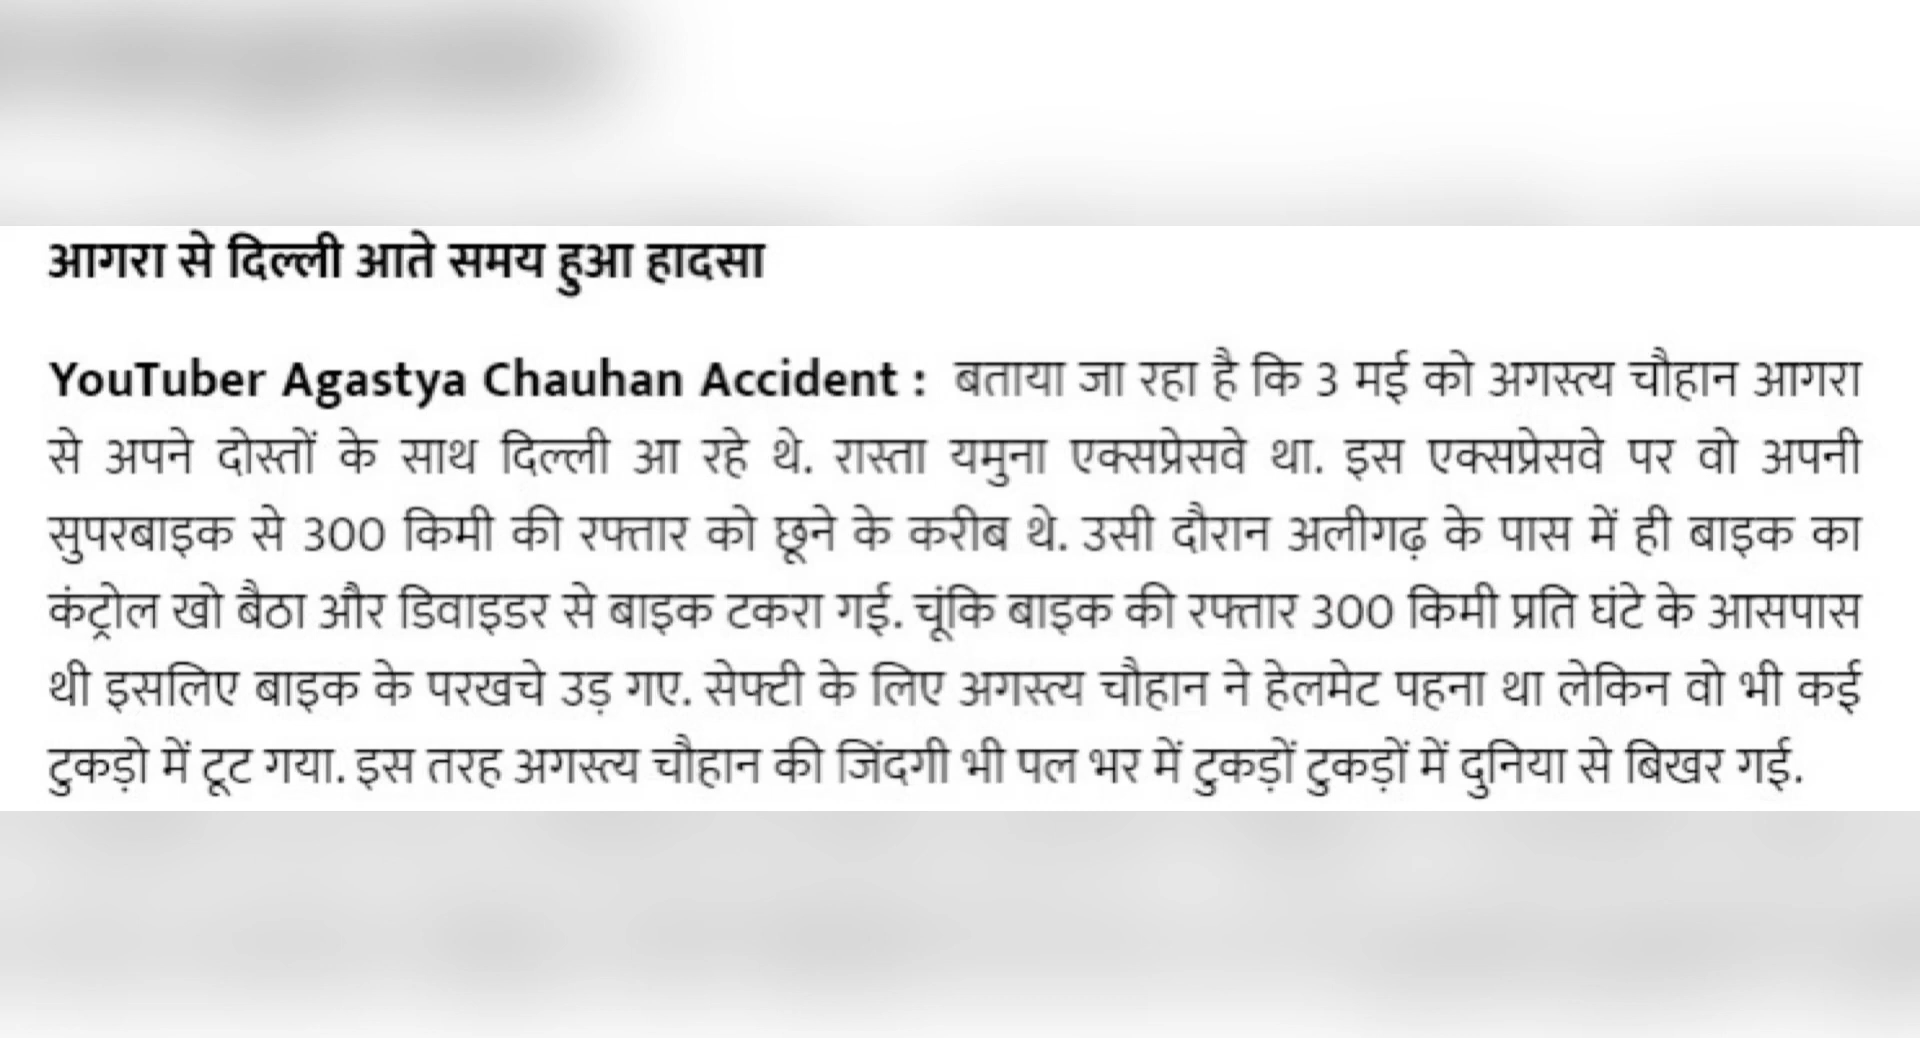 आगरा से दिल्ली आते समय हुआ हादसा
YouTuber Agastya Chauhan Accident : बताया जा रहा है कि 3 मई को अगस्त्य चौहान आगरा
से अपने दोस्तों के साथ दिल्ली आ रहे थे. रास्ता यमुना एक्सप्रेसवे था. इस एक्सप्रेसवे पर वो अपनी
सुपरबाइक से 300 किमी की रफ्तार को छूने के करीब थे. उसी दौरान अलीगढ़ के पास में ही बाइक का
कंट्रोल खो बैठा और डिवाइडर से बाइक टकरा गई. चूंकि बाइक की रफ्तार 300 किमी प्रति घंटे के आसपास
थी इसलिए बाइक के परखचे उड़ गए. सेफ्टी के लिए अगस्त्य चौहान ने हेलमेट पहना था लेकिन वो भी कई
टुकड़ो में टूट गया. इस तरह अगस्त्य चौहान की जिंदगी भी पल भर में टुकड़ों टुकड़ों में दुनिया से बिखर गई.